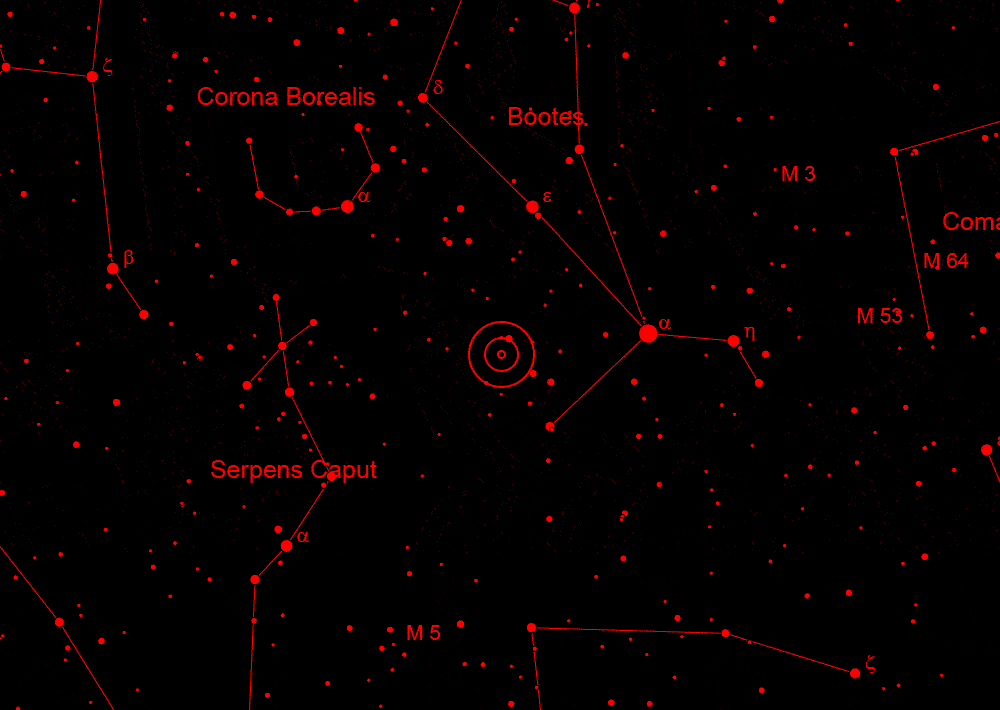 ζ
δ
Corona Borealis
Bootes
M 3
α
ε
Coma
β
M 64
M 53
α
η
Serpens Caput
α
M 5
ζ